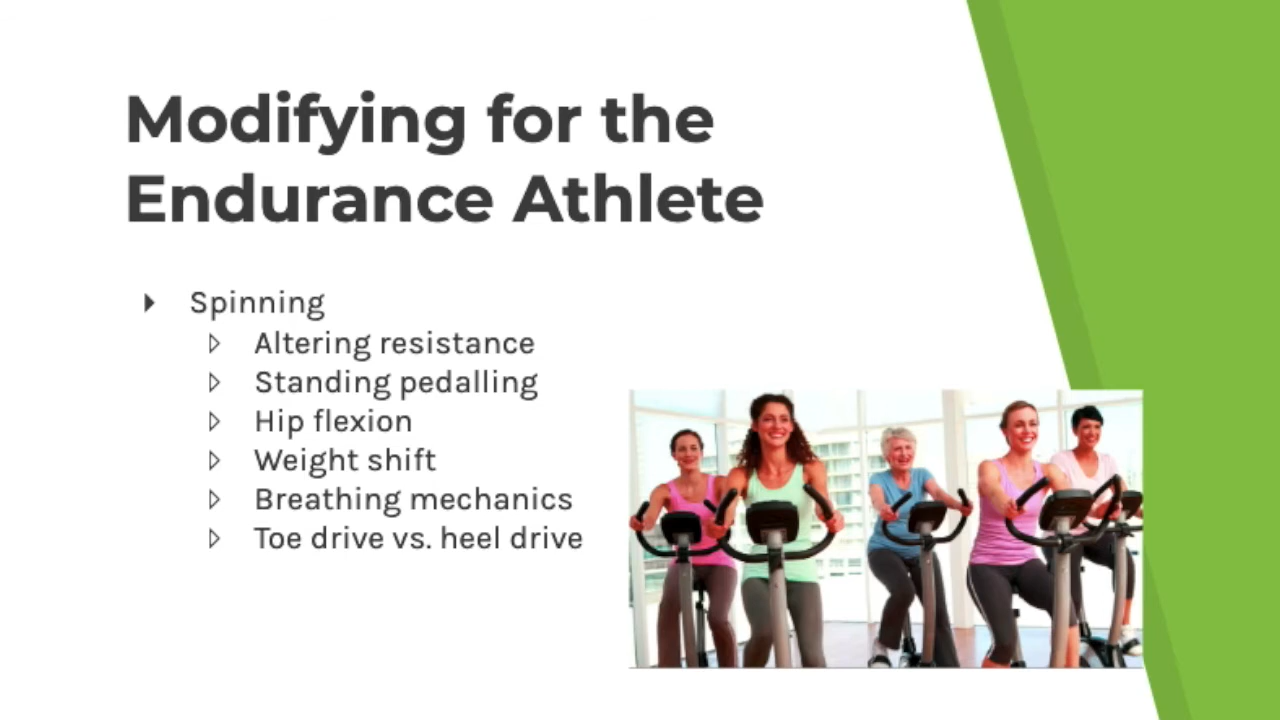 Modifying for the
Endurance Athlete
Spinning
Altering resistance
Standing pedalling
Hip flexion
Weight shift
Breathing mechanics
Toe drive vs. heel drive